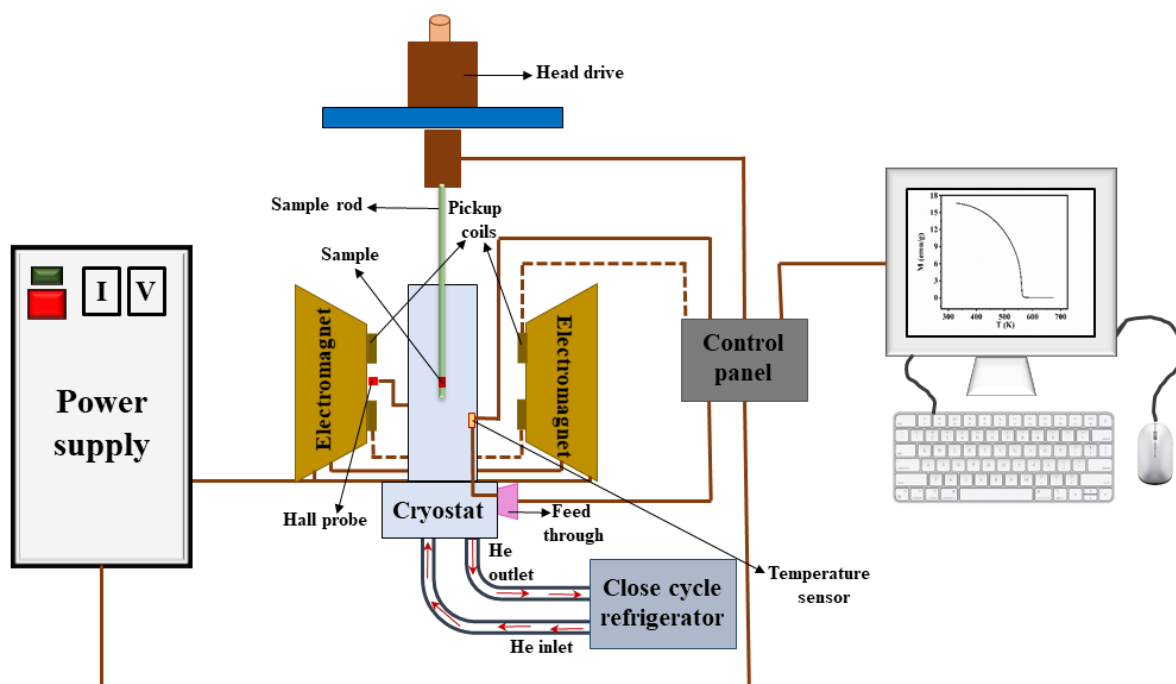 Head drive
Sample rod
Pickup
coils
Sample
I
V
Power
supply
Electromagnet
Electromagnet
Control
panel
18
15
12
9
6
3
0
M (emu/g)
300
400
500
600
700
T (K)
Hall probe
Cryostat
Feed
through
He
outlet
Close cycle
refrigerator
Temperature
sensor
He inlet